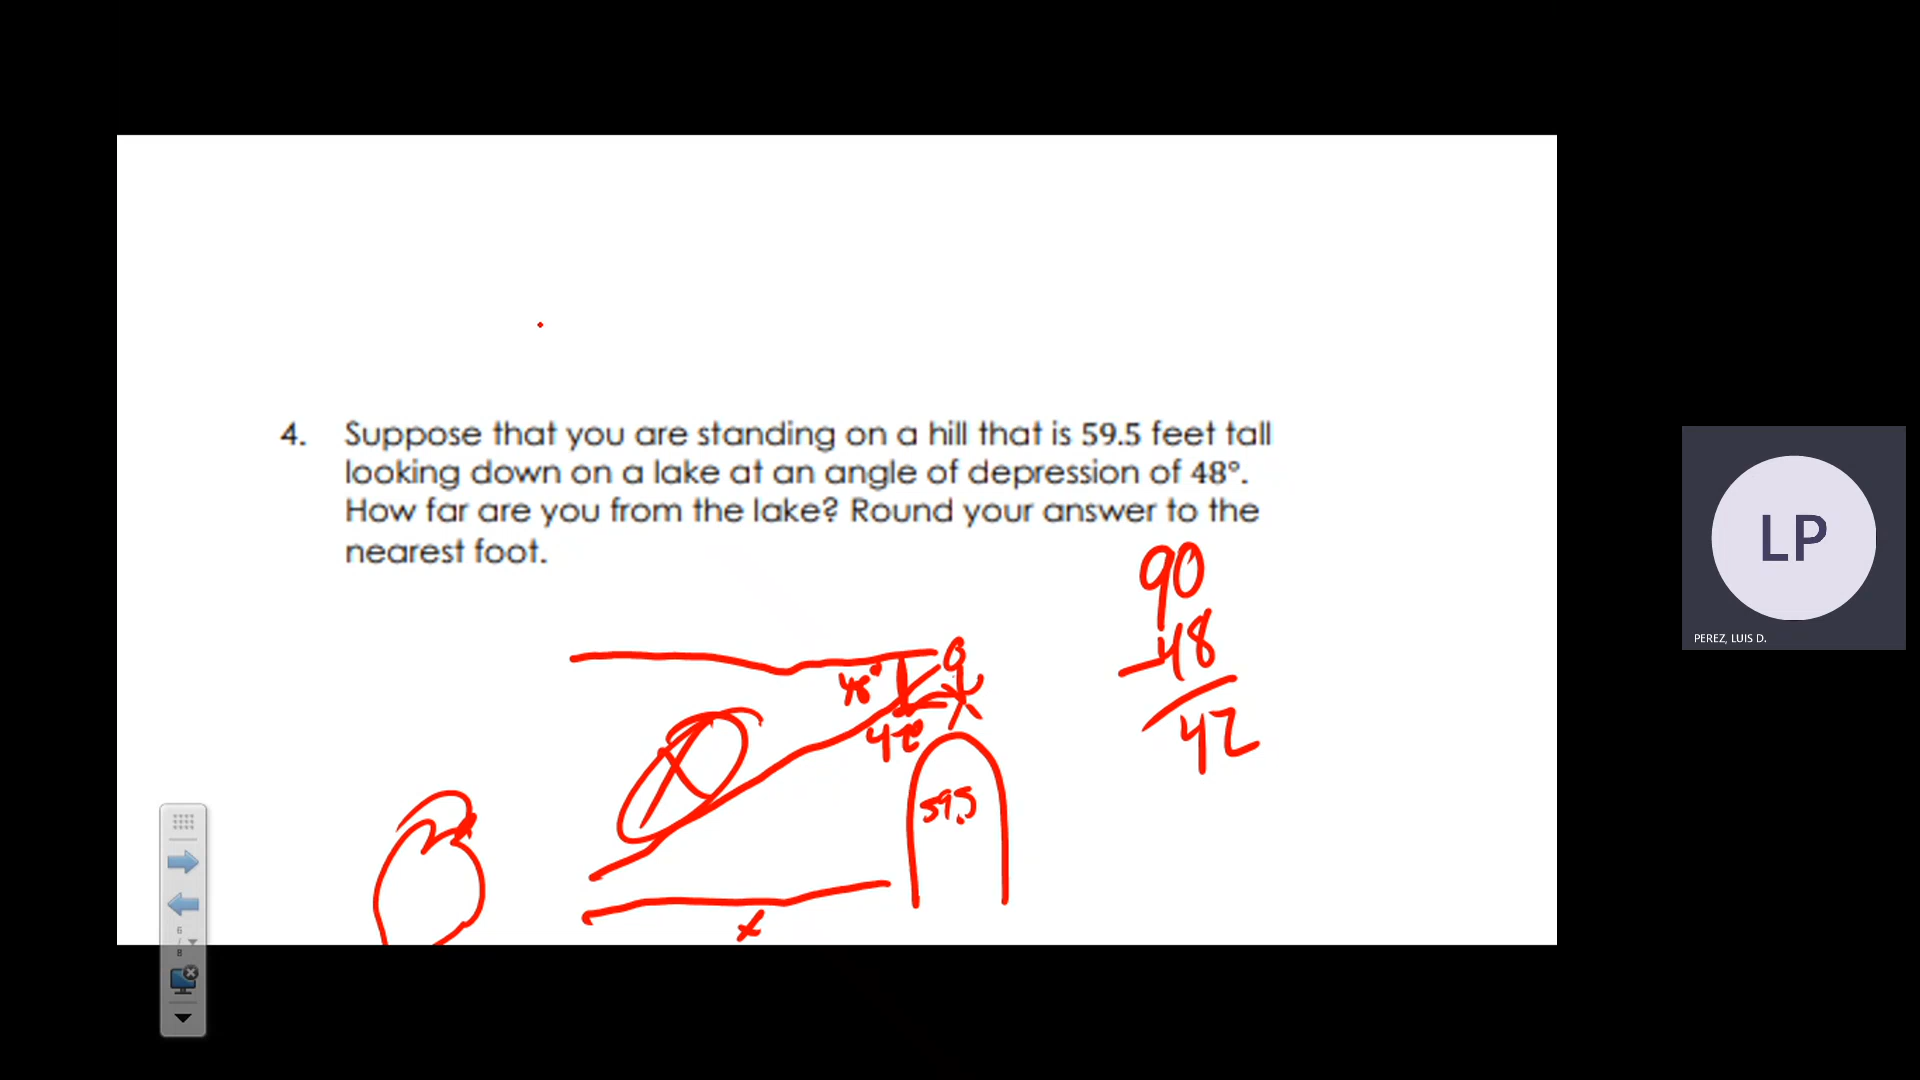 4. Suppose that you are standing on a hill that is 59.5 feet tall
looking down on a lake at an angle of depression of 48°.
How far are you from the lake? Round your answer to the
nearest foot.
90
-48
42
48°
42°
59.5
x
LP
PEREZ, LUIS D.
6
/
8